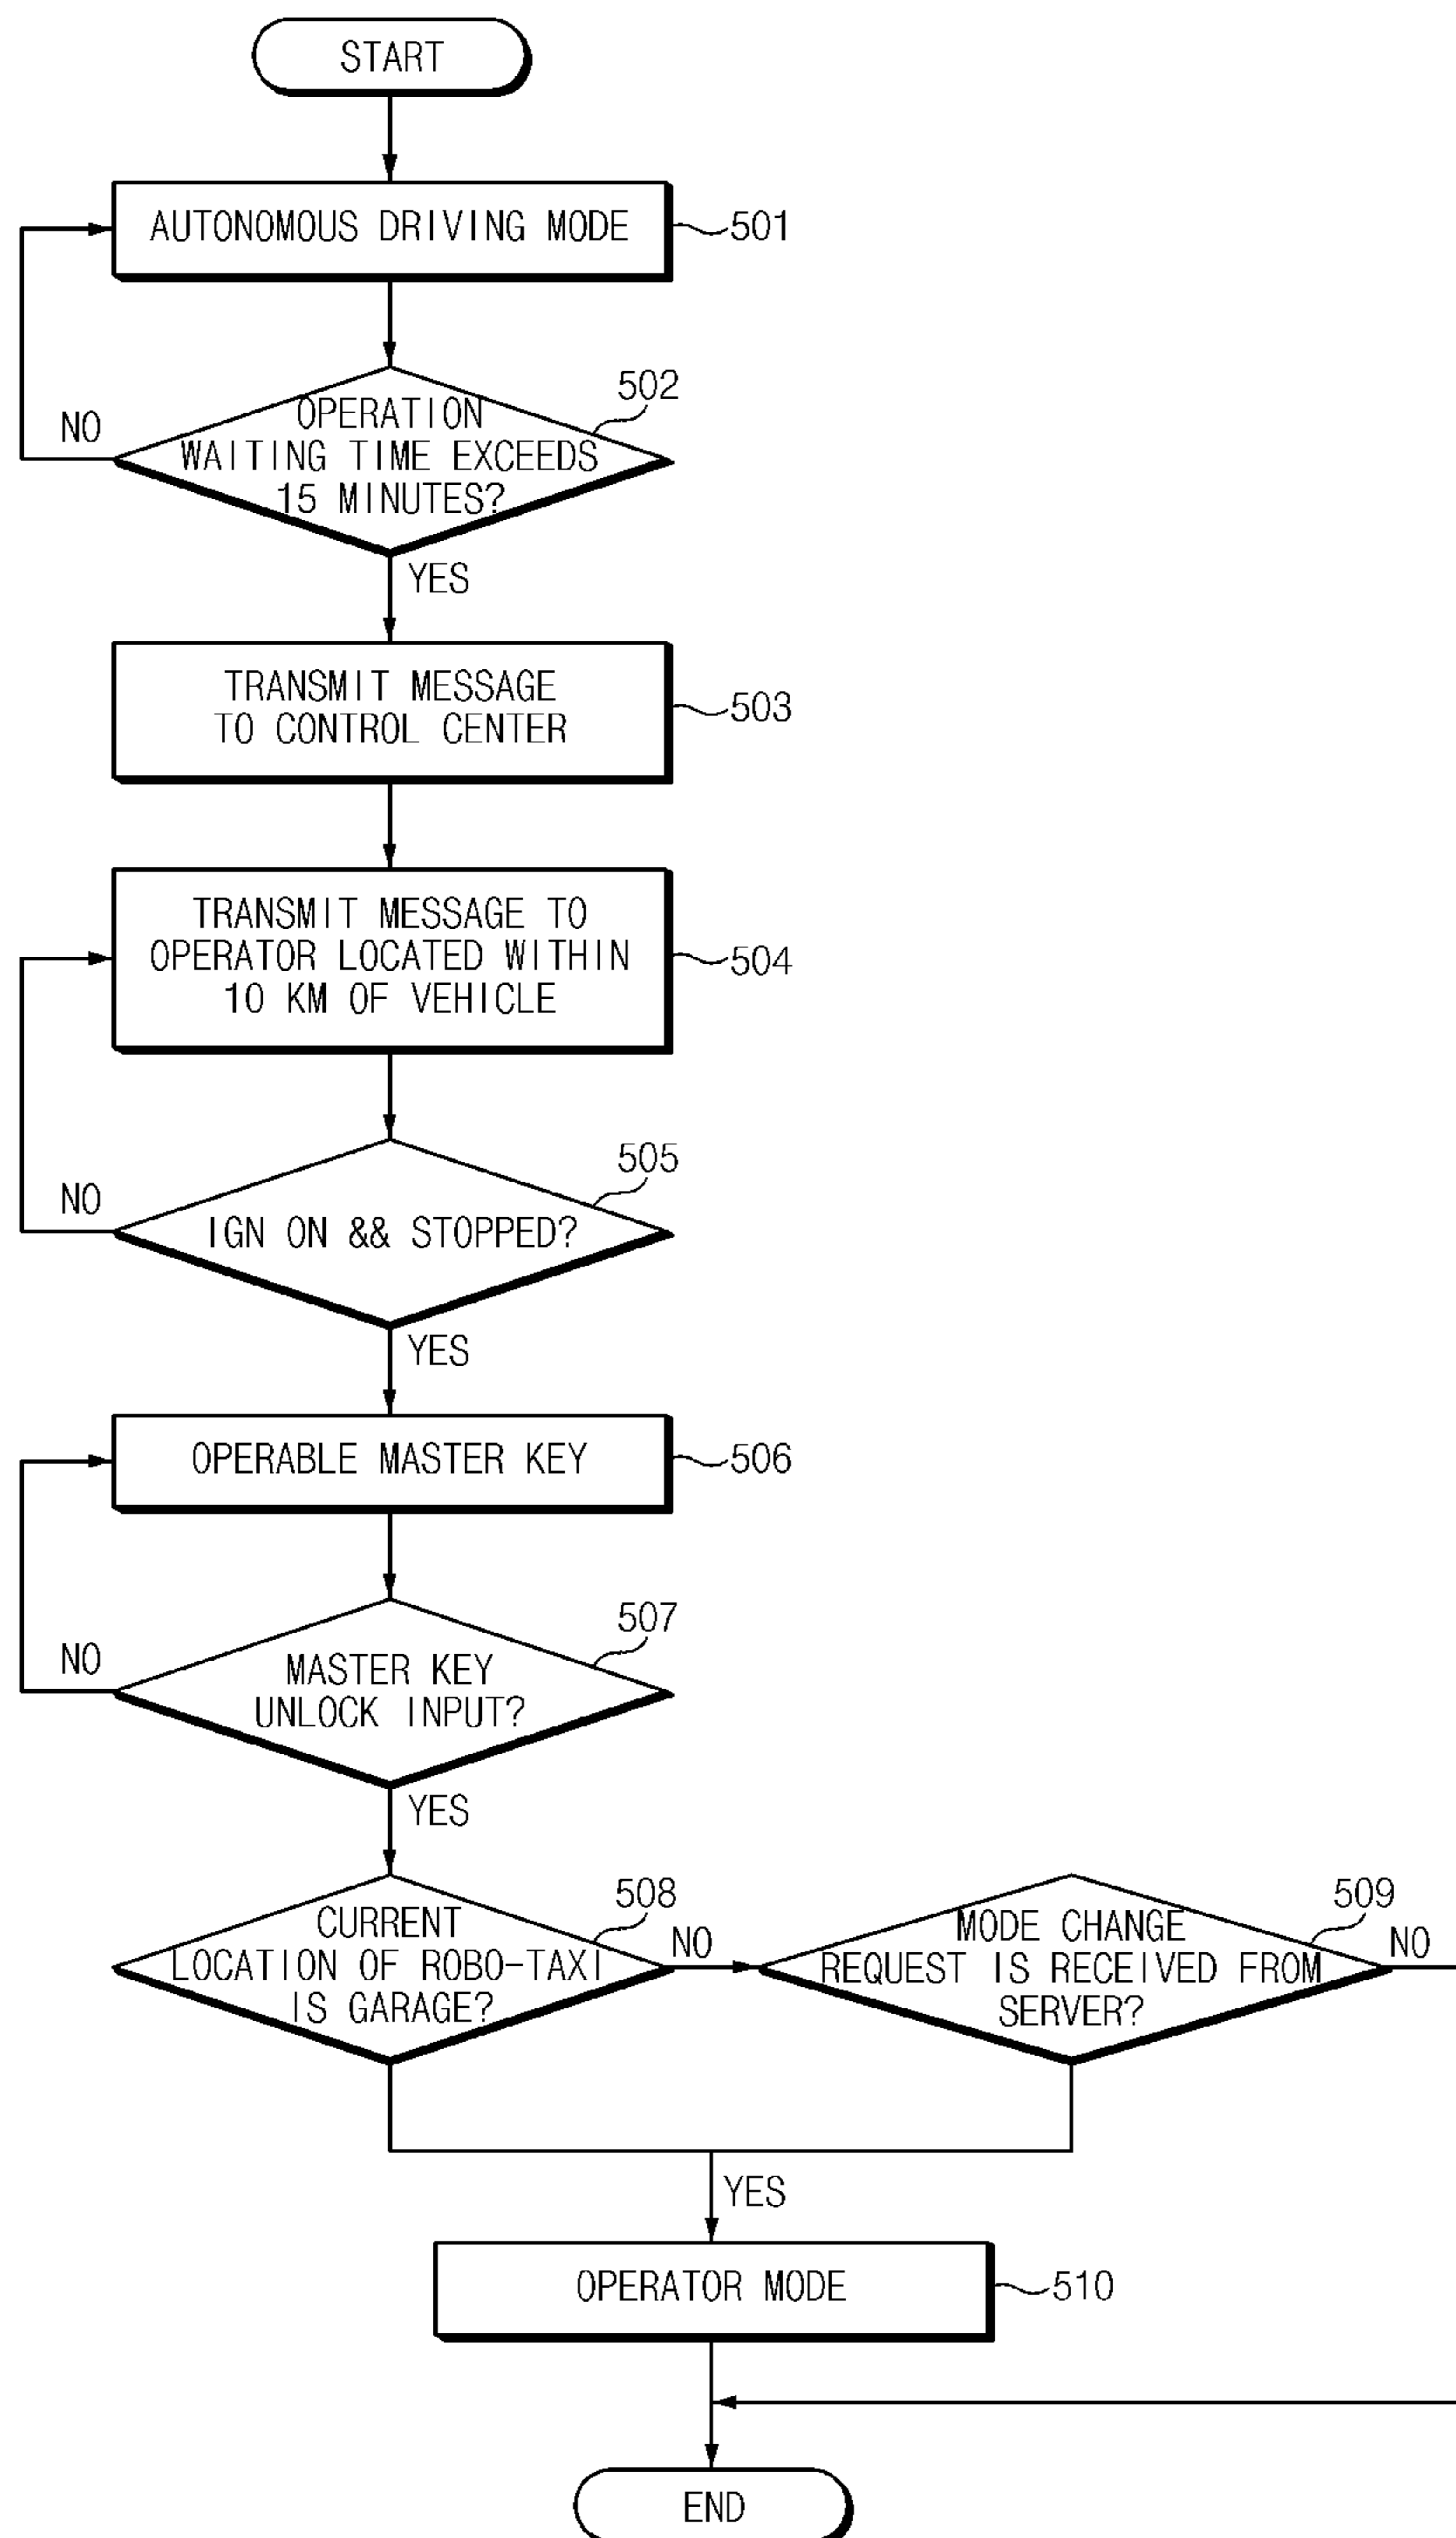 START
AUTONOMOUS DRIVING MODE
501
502
OPERATION
WAITING TIME EXCEEDS
15 MINUTES?
NO
YES
TRANSMIT MESSAGE
TO CONTROL CENTER
503
TRANSMIT MESSAGE TO
OPERATOR LOCATED WITHIN
10 KM OF VEHICLE
504
505
NO
IGN ON && STOPPED?
YES
OPERABLE MASTER KEY
506
507
NO
MASTER KEY
UNLOCK INPUT?
YES
508
CURRENT
LOCATION OF ROBO-TAXI
IS GARAGE?
NO
509
MODE CHANGE
REQUEST IS RECEIVED FROM
SERVER?
NO
YES
OPERATOR MODE
510
END